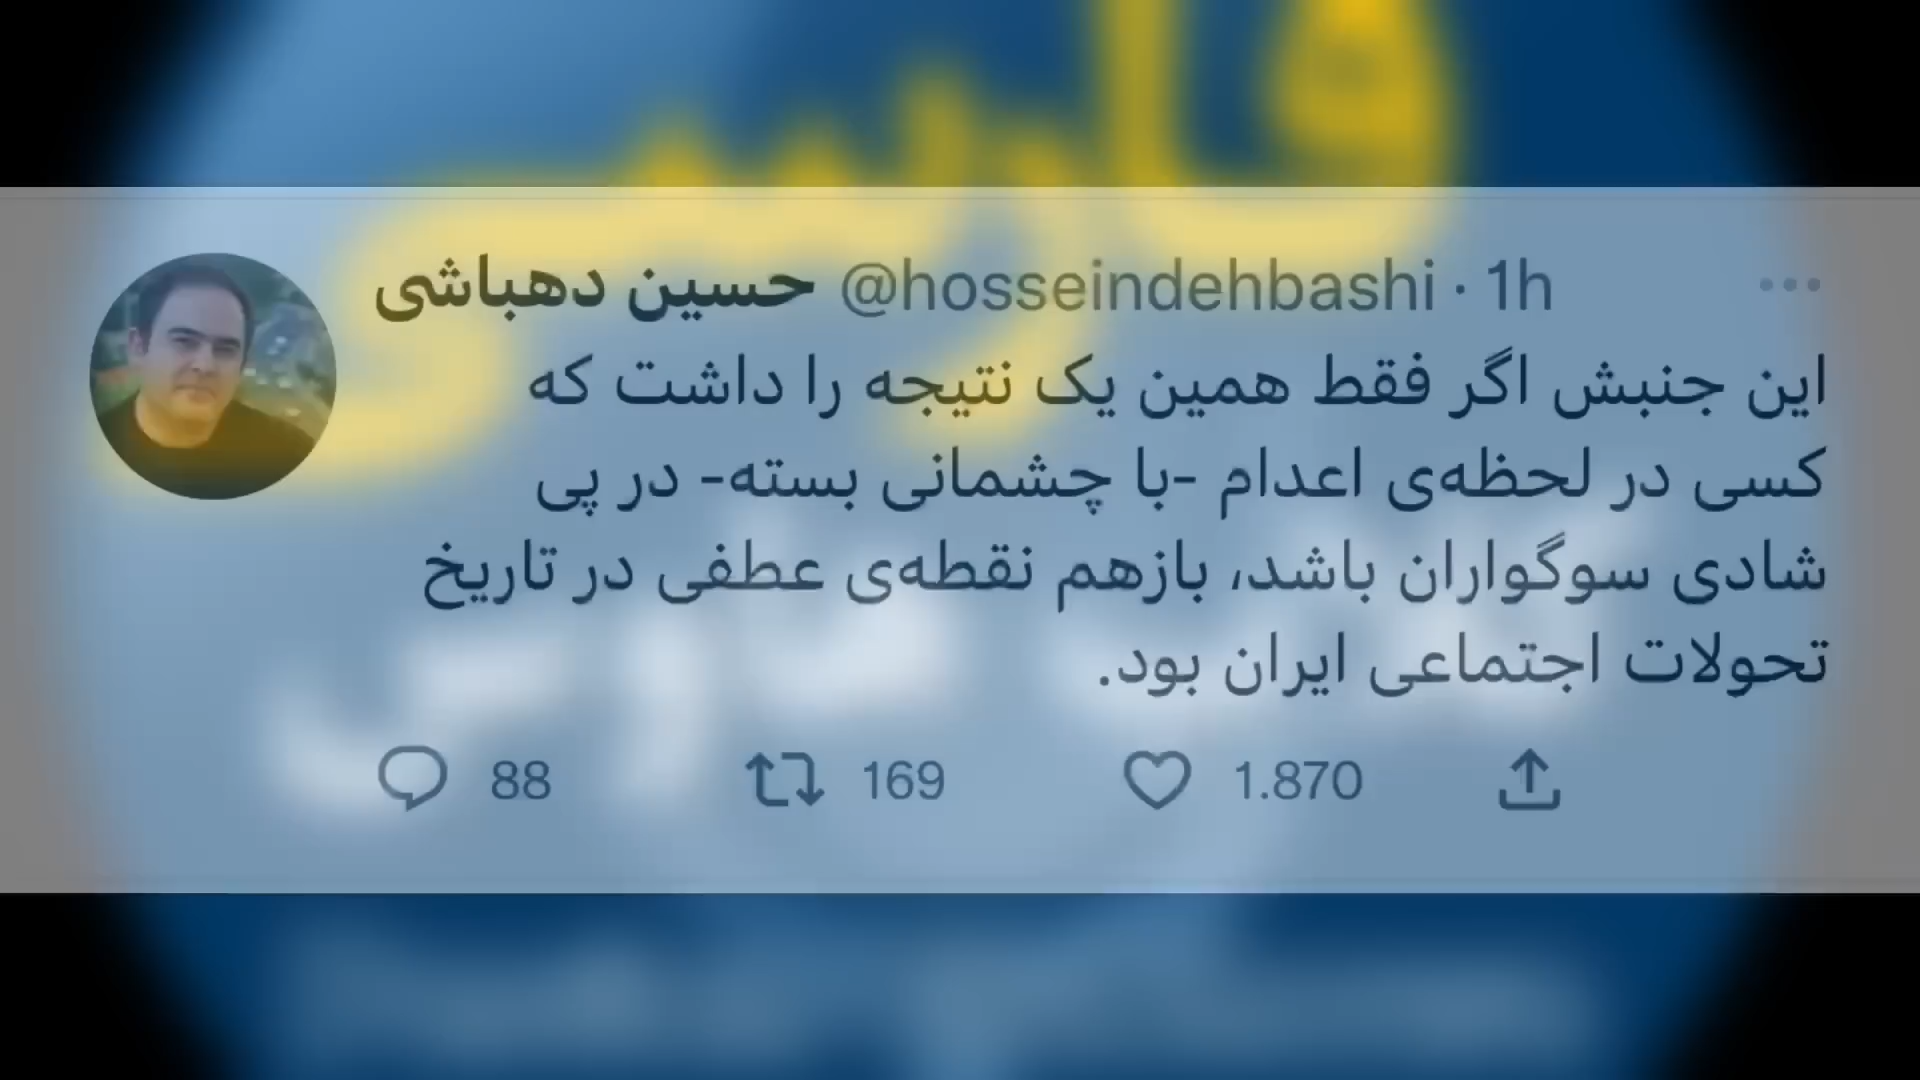 حسین دهباشی @hosseindehbashi · 1h
این جنبش اگر فقط همین یک نتیجه را داشت که
کسی در لحظه‌ی اعدام -با چشمانی بسته- در پی
شادی سوگواران باشد، بازهم نقطه‌ی عطفی در تاریخ
تحولات اجتماعی ایران بود.
88 169 1.870
فارسی